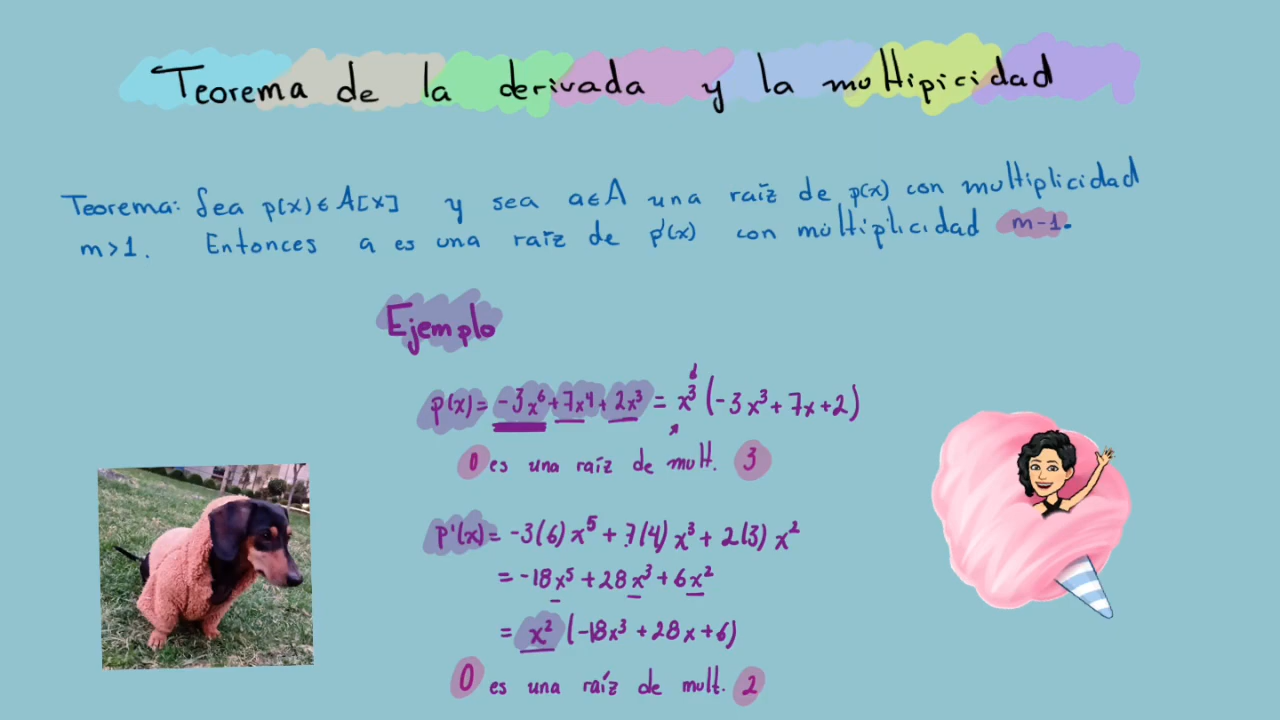 Teorema de la derivada y la multipicidad
Teorema: Sea p(x) ∈ A[x] y sea a ∈ A una raíz de p(x) con multiplicidad
m>1. Entonces a es una raíz de p'(x) con multiplicidad m-1.
Ejemplo
p(x) = -3x⁶ + 7x⁴ + 2x³ = x³ (-3x³ + 7x + 2)
0 es una raíz de mult. 3
p'(x) = -3(6)x⁵ + 7(4)x³ + 2(3)x²
= -18x⁵ + 28x³ + 6x²
= x² (-18x³ + 28x + 6)
0 es una raíz de mult. 2